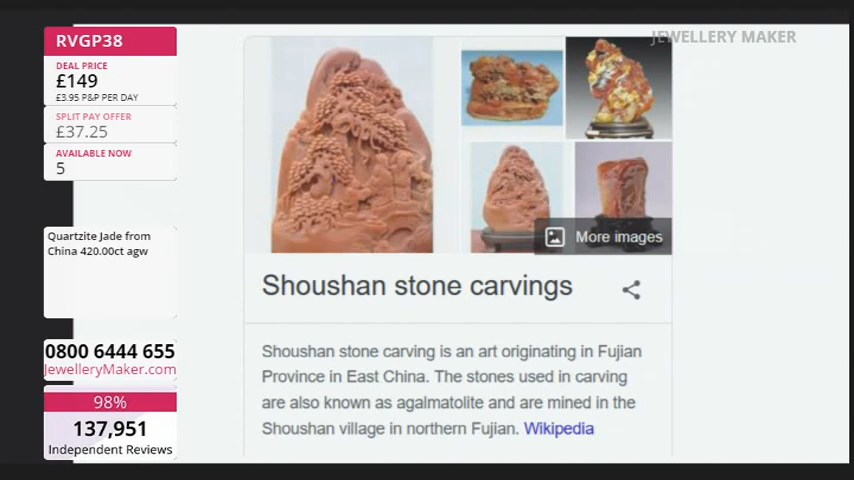 RVGP38
DEAL PRICE
£149
£3.95 P&P PER DAY
SPLIT PAY OFFER
£37.25
AVAILABLE NOW
5
Quartzite Jade from
China 420.00ct agw
0800 6444 655
JewelleryMaker.com
98%
137,951
Independent Reviews
JEWELLERY MAKER
More images
Shoushan stone carvings
Shoushan stone carving is an art originating in Fujian
Province in East China. The stones used in carving
are also known as agalmatolite and are mined in the
Shoushan village in northern Fujian. Wikipedia